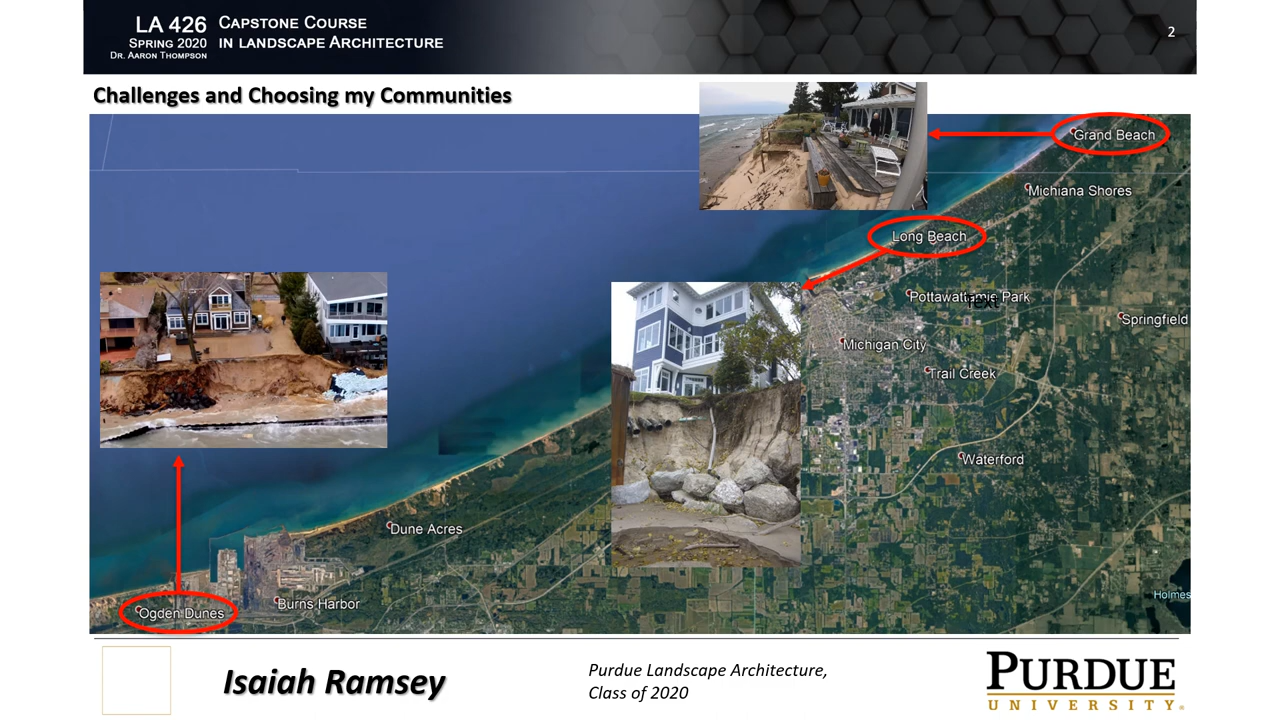 LA 426
SPRING 2020
DR. AARON THOMPSON
CAPSTONE COURSE
IN LANDSCAPE ARCHITECTURE
2
Challenges and Choosing my Communities
Grand Beach
Michiana Shores
Long Beach
Pottawattamie Park
Text
Springfield
Michigan City
Trail Creek
Waterford
Dune Acres
Holmes
Burns Harbor
Ogden Dunes
Isaiah Ramsey
Purdue Landscape Architecture,
Class of 2020
PURDUE
UNIVERSITY®